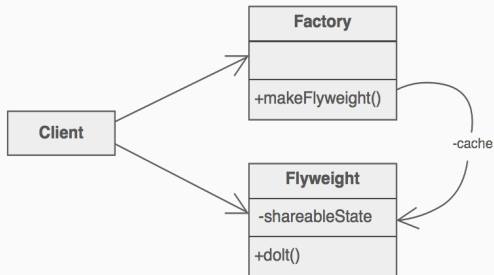 Factory
+makeFlyweight()
Client
-cache
Flyweight
-shareableState
+doIt()